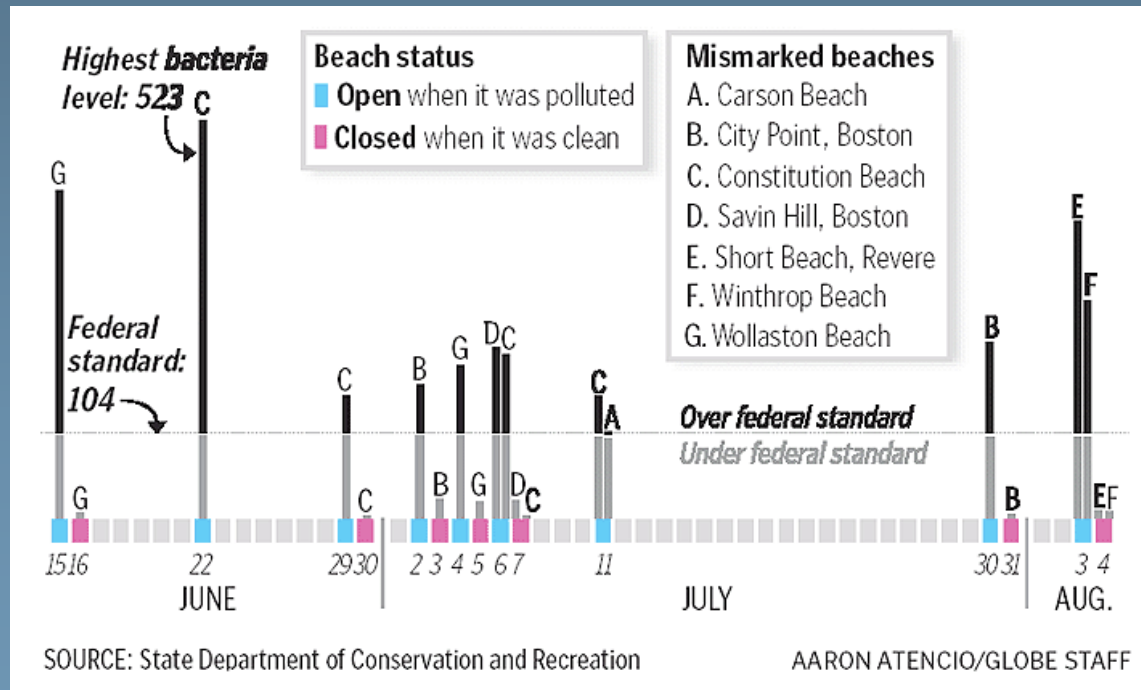 Highest bacteria
level: 523
Beach status
Open when it was polluted
Closed when it was clean
Mismarked beaches
A. Carson Beach
B. City Point, Boston
C. Constitution Beach
D. Savin Hill, Boston
E. Short Beach, Revere
F. Winthrop Beach
G. Wollaston Beach
Federal
standard:
104
Over federal standard
Under federal standard
G C C B G D C C A B E F
G C B G D C B E F
15 16 22 29 30 2 3 4 5 6 7 11 30 31 3 4
JUNE JULY AUG.
SOURCE: State Department of Conservation and Recreation
AARON ATENCIO/GLOBE STAFF